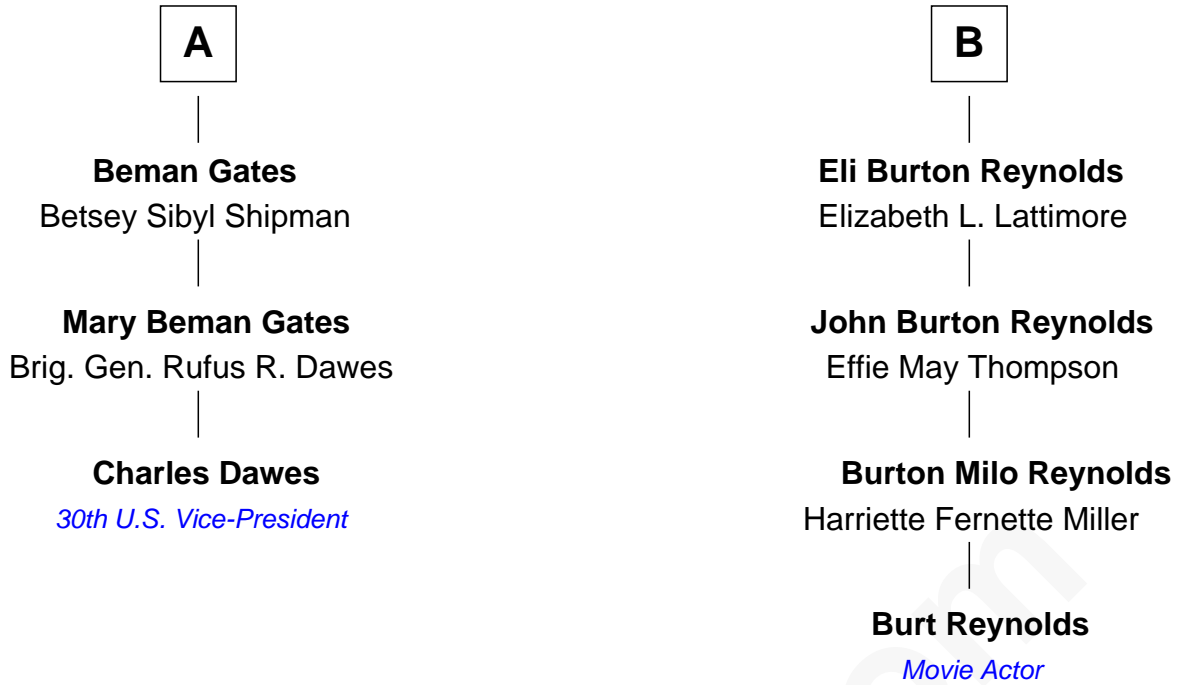 A
Beman Gates
Betsey Sibyl Shipman
Mary Beman Gates
Brig. Gen. Rufus R. Dawes
Charles Dawes
30th U.S. Vice-President
B
Eli Burton Reynolds
Elizabeth L. Lattimore
John Burton Reynolds
Effie May Thompson
Burton Milo Reynolds
Harriette Fernette Miller
Burt Reynolds
Movie Actor